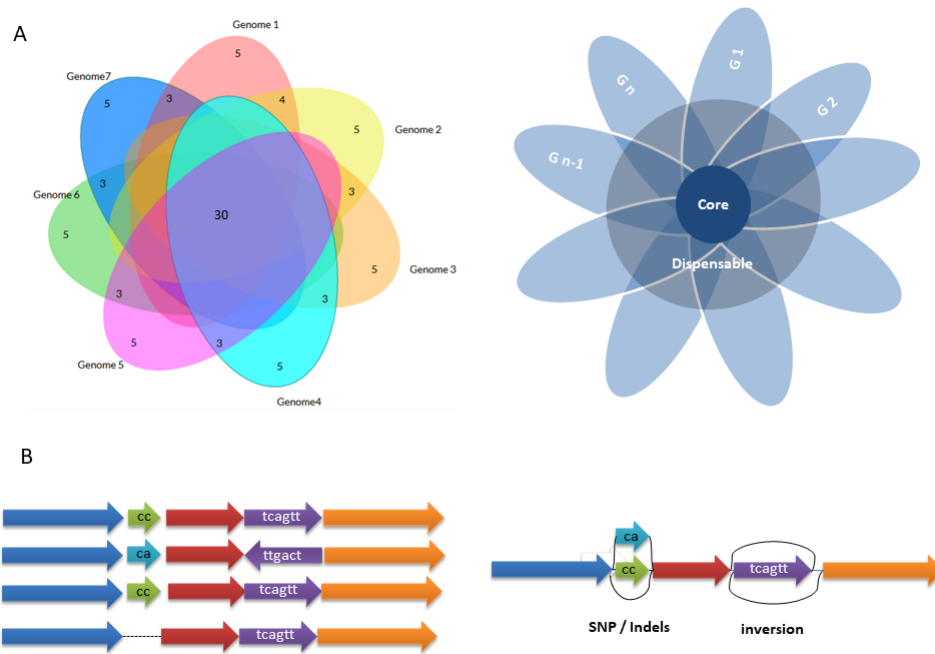 A
Genome 1
5
Genome7
5
3
4
5
Genome 2
3
3
Genome 6
30
5
5
Genome 3
3
3
5
3
Genome 5
5
Genome4
G 1
G n
G 2
G n-1
Core
Dispensable
B
cc
tcagtt
ca
ttgact
cc
tcagtt
tcagtt
ca
cc
tcagtt
SNP / Indels
inversion